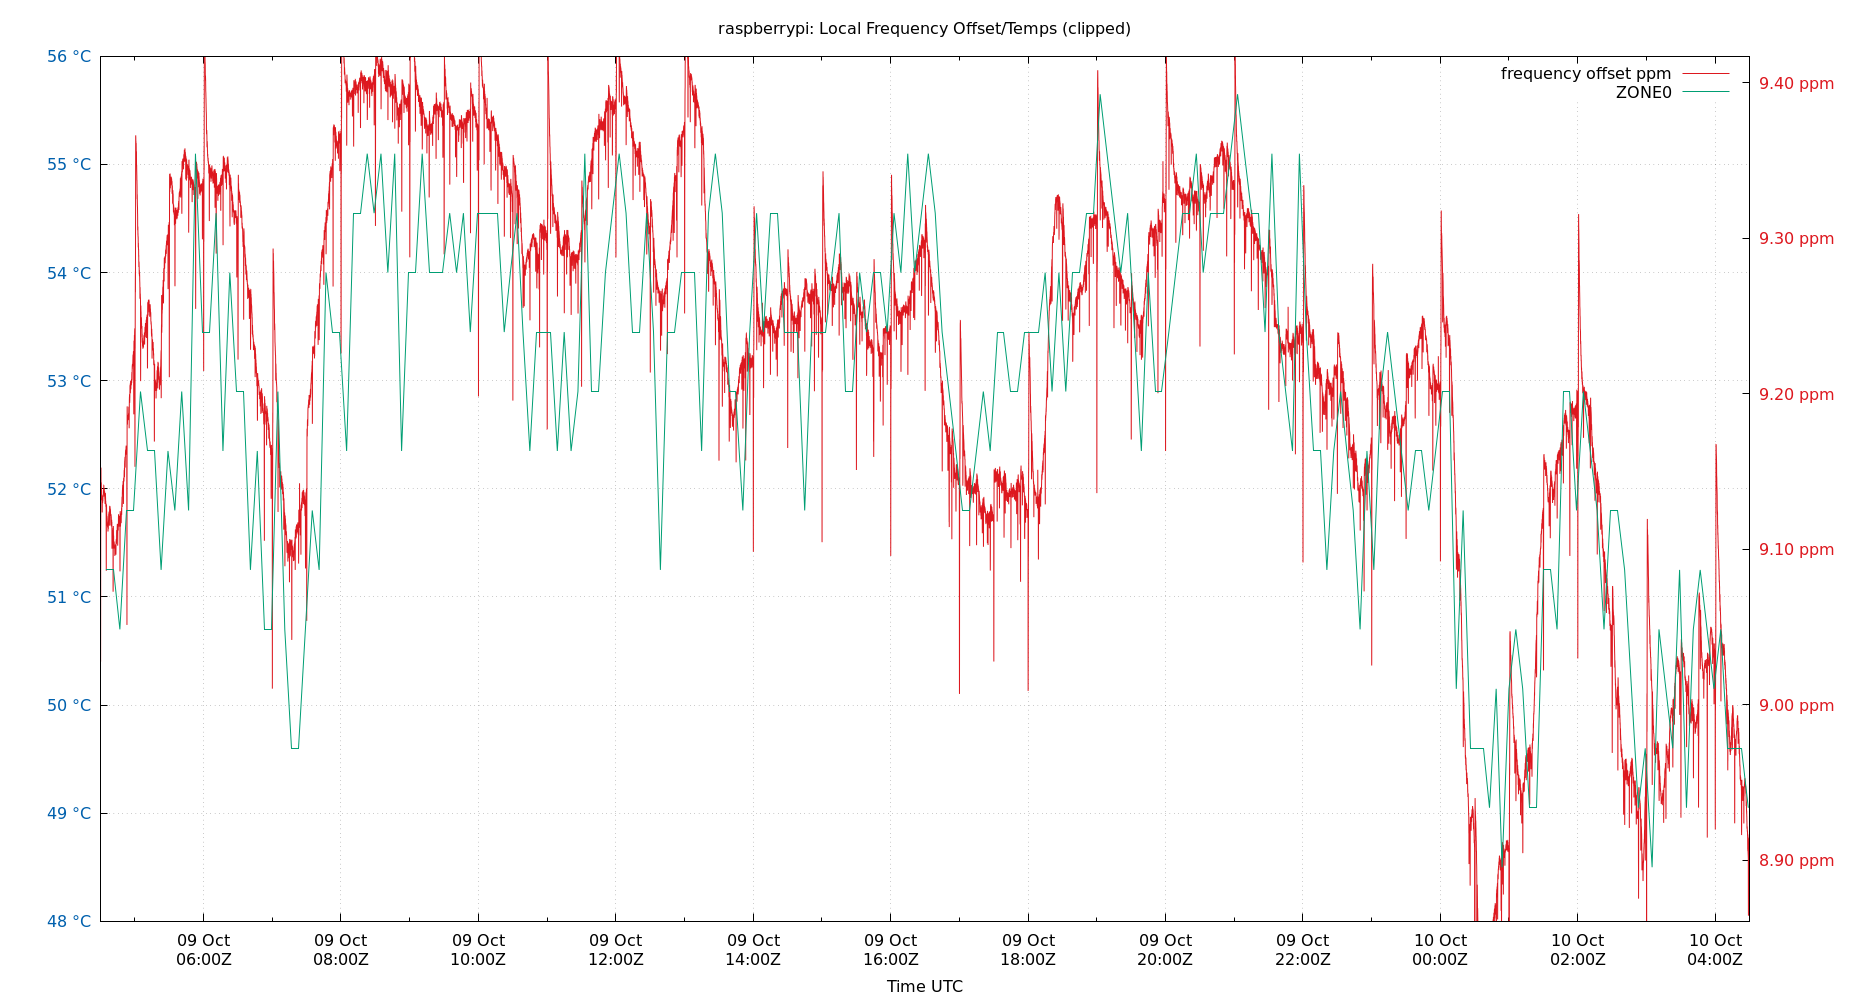 raspberrypi: Local Frequency Offset/Temps (clipped)
56 °C
55 °C
54 °C
53 °C
52 °C
51 °C
50 °C
49 °C
48 °C
frequency offset ppm
ZONE0
9.40 ppm
9.30 ppm
9.20 ppm
9.10 ppm
9.00 ppm
8.90 ppm
09 Oct 09 Oct 09 Oct 09 Oct 09 Oct 09 Oct 09 Oct 09 Oct 09 Oct 10 Oct 10 Oct 10 Oct
06:00Z 08:00Z 10:00Z 12:00Z 14:00Z 16:00Z 18:00Z 20:00Z 22:00Z 00:00Z 02:00Z 04:00Z
Time UTC